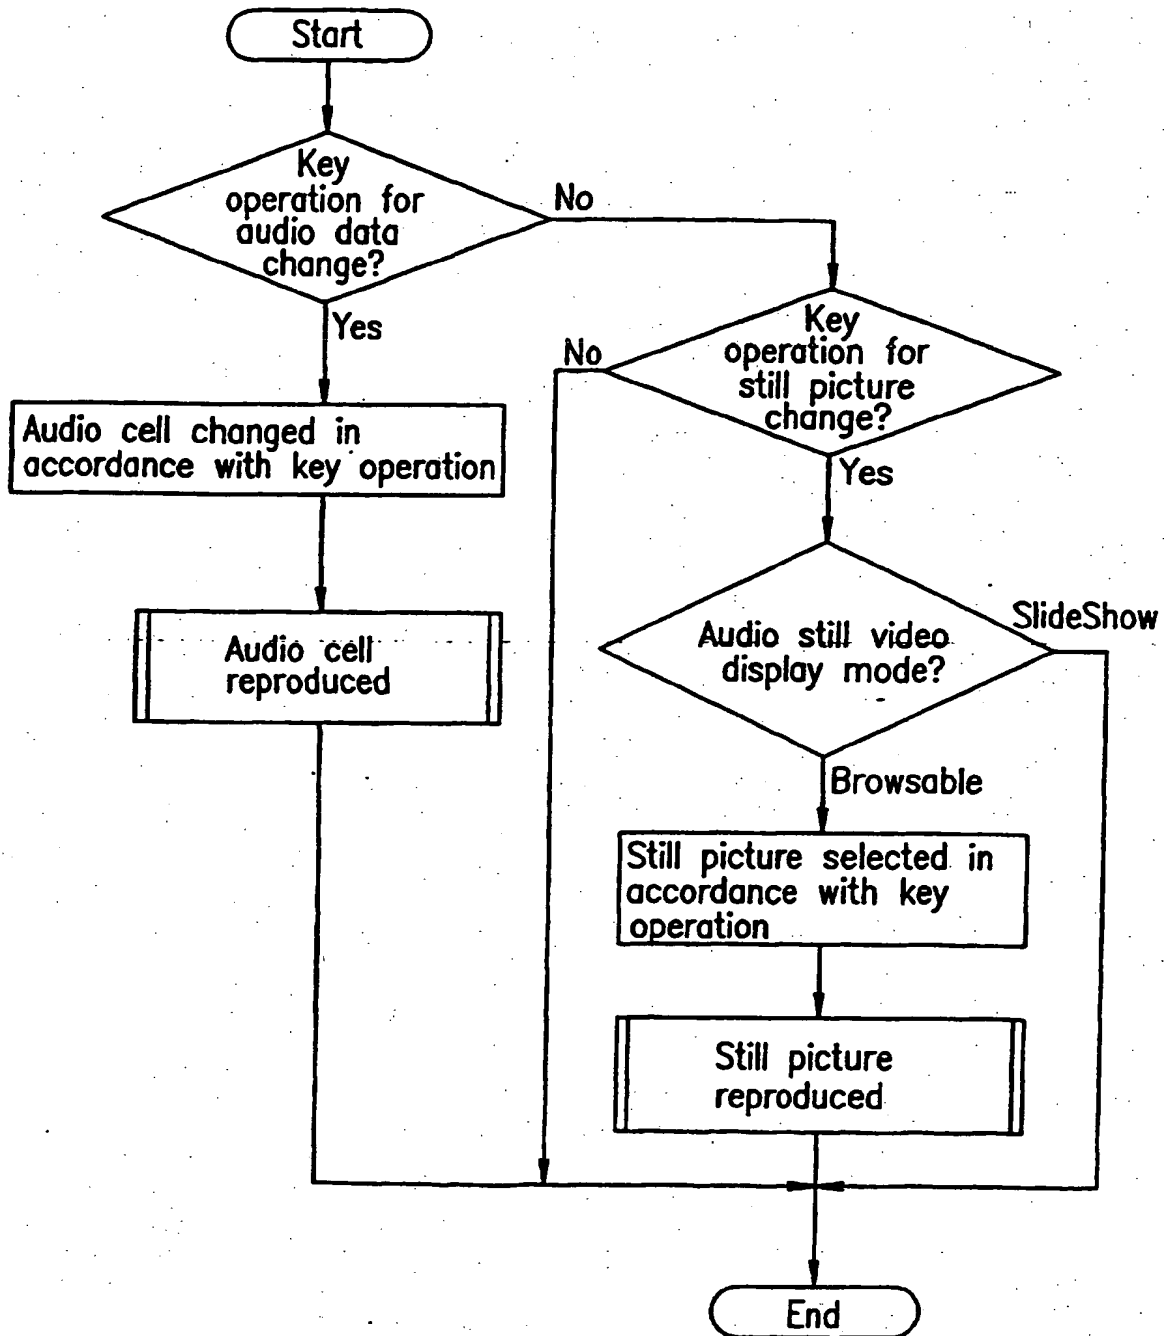 Start
Key
operation for
audio data
change?
No
Yes
Key
operation for
still picture
change?
No
Yes
Audio cell changed in
accordance with key operation
Audio cell
reproduced
Audio still video
display mode?
SlideShow
Browsable
Still picture selected in
accordance with key
operation
Still picture
reproduced
End